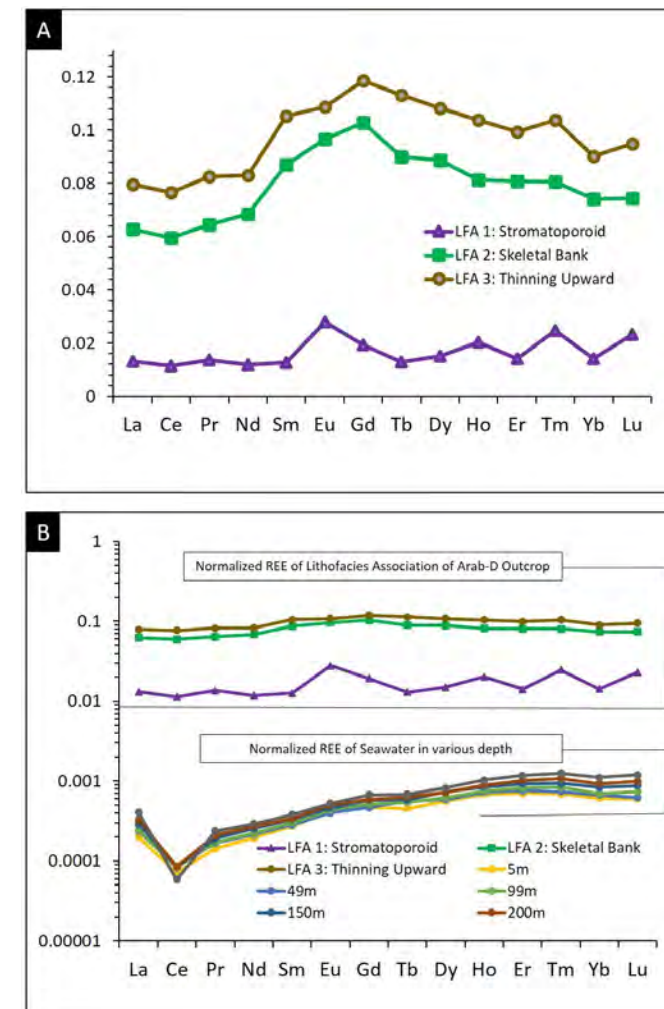 A
0.12
0.1
0.08
0.06
0.04
0.02
0
LFA 1: Stromatoporoid
LFA 2: Skeletal Bank
LFA 3: Thinning Upward
La Ce Pr Nd Sm Eu Gd Tb Dy Ho Er Tm Yb Lu
B
1
0.1
0.01
0.001
0.0001
0.00001
Normalized REE of Lithofacies Association of Arab-D Outcrop
Normalized REE of Seawater in various depth
LFA 1: Stromatoporoid LFA 2: Skeletal Bank
LFA 3: Thinning Upward 5m
49m 99m
150m 200m
La Ce Pr Nd Sm Eu Gd Tb Dy Ho Er Tm Yb Lu